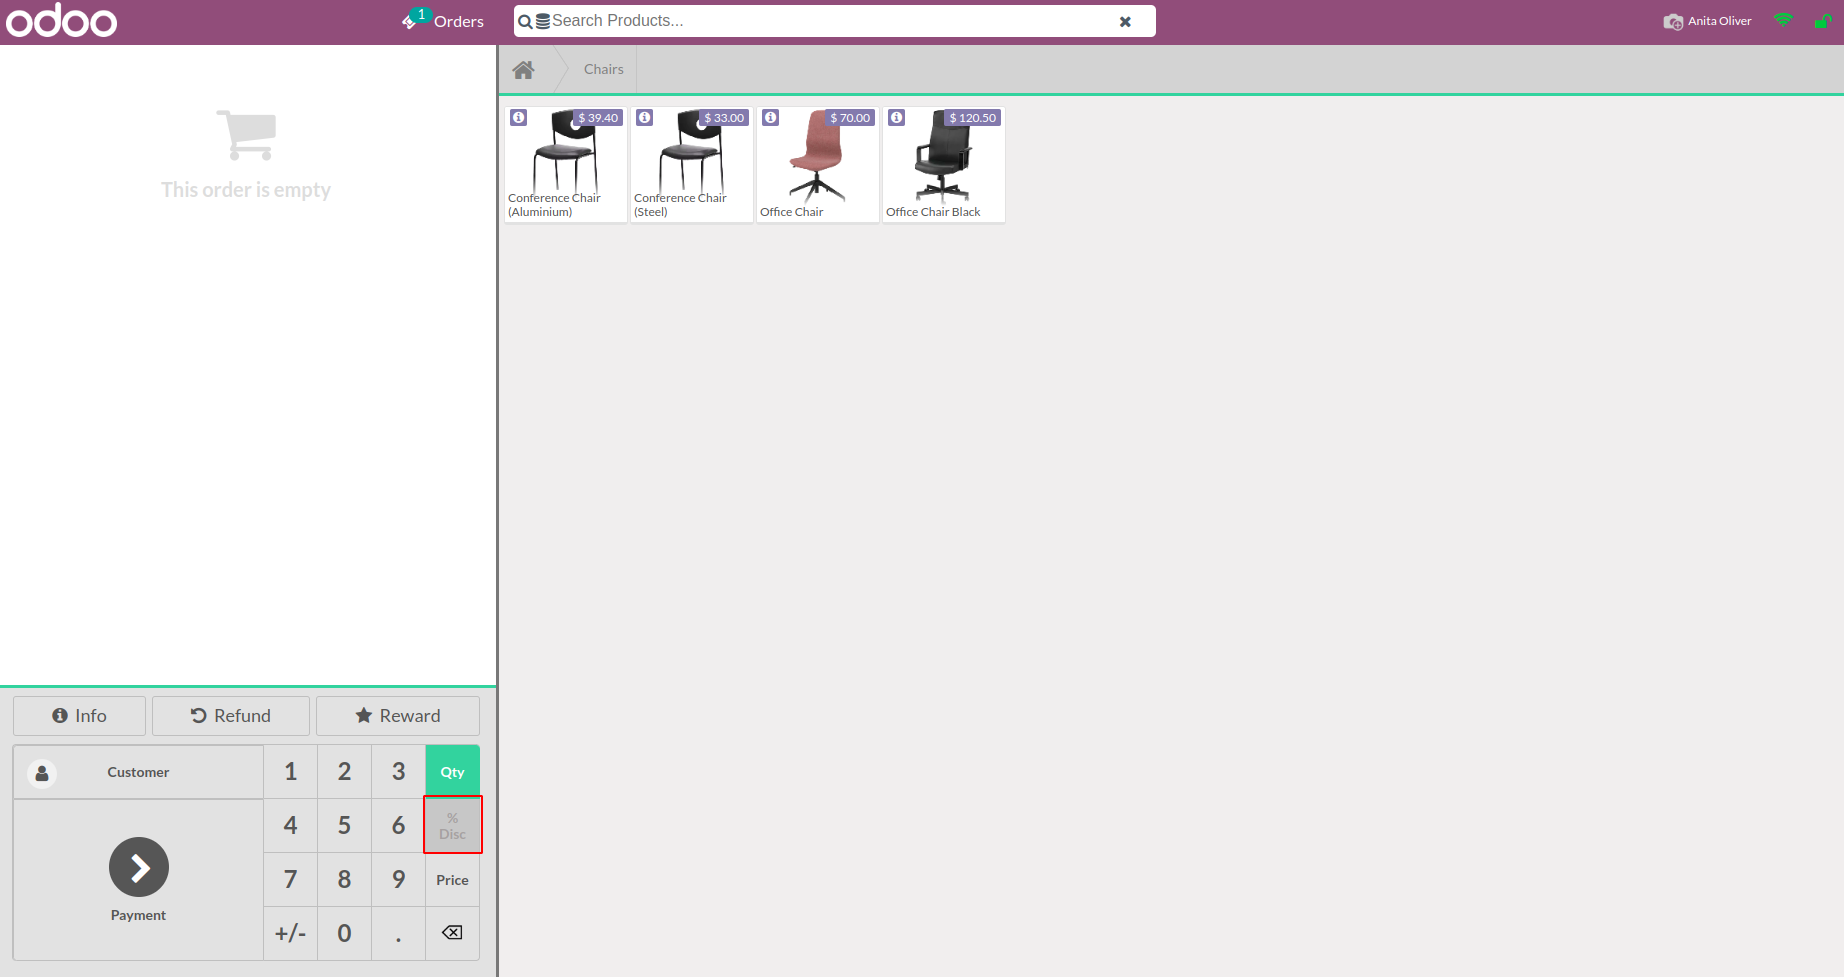 odoo
1
Orders
Search Products...
Anita Oliver
Chairs
This order is empty
$ 39.40
Conference Chair
(Aluminium)
$ 33.00
Conference Chair
(Steel)
$ 70.00
Office Chair
$ 120.50
Office Chair Black
Info
Refund
Reward
Customer
1
2
3
Qty
4
5
6
%
Disc
7
8
9
Price
Payment
+/-
0
.